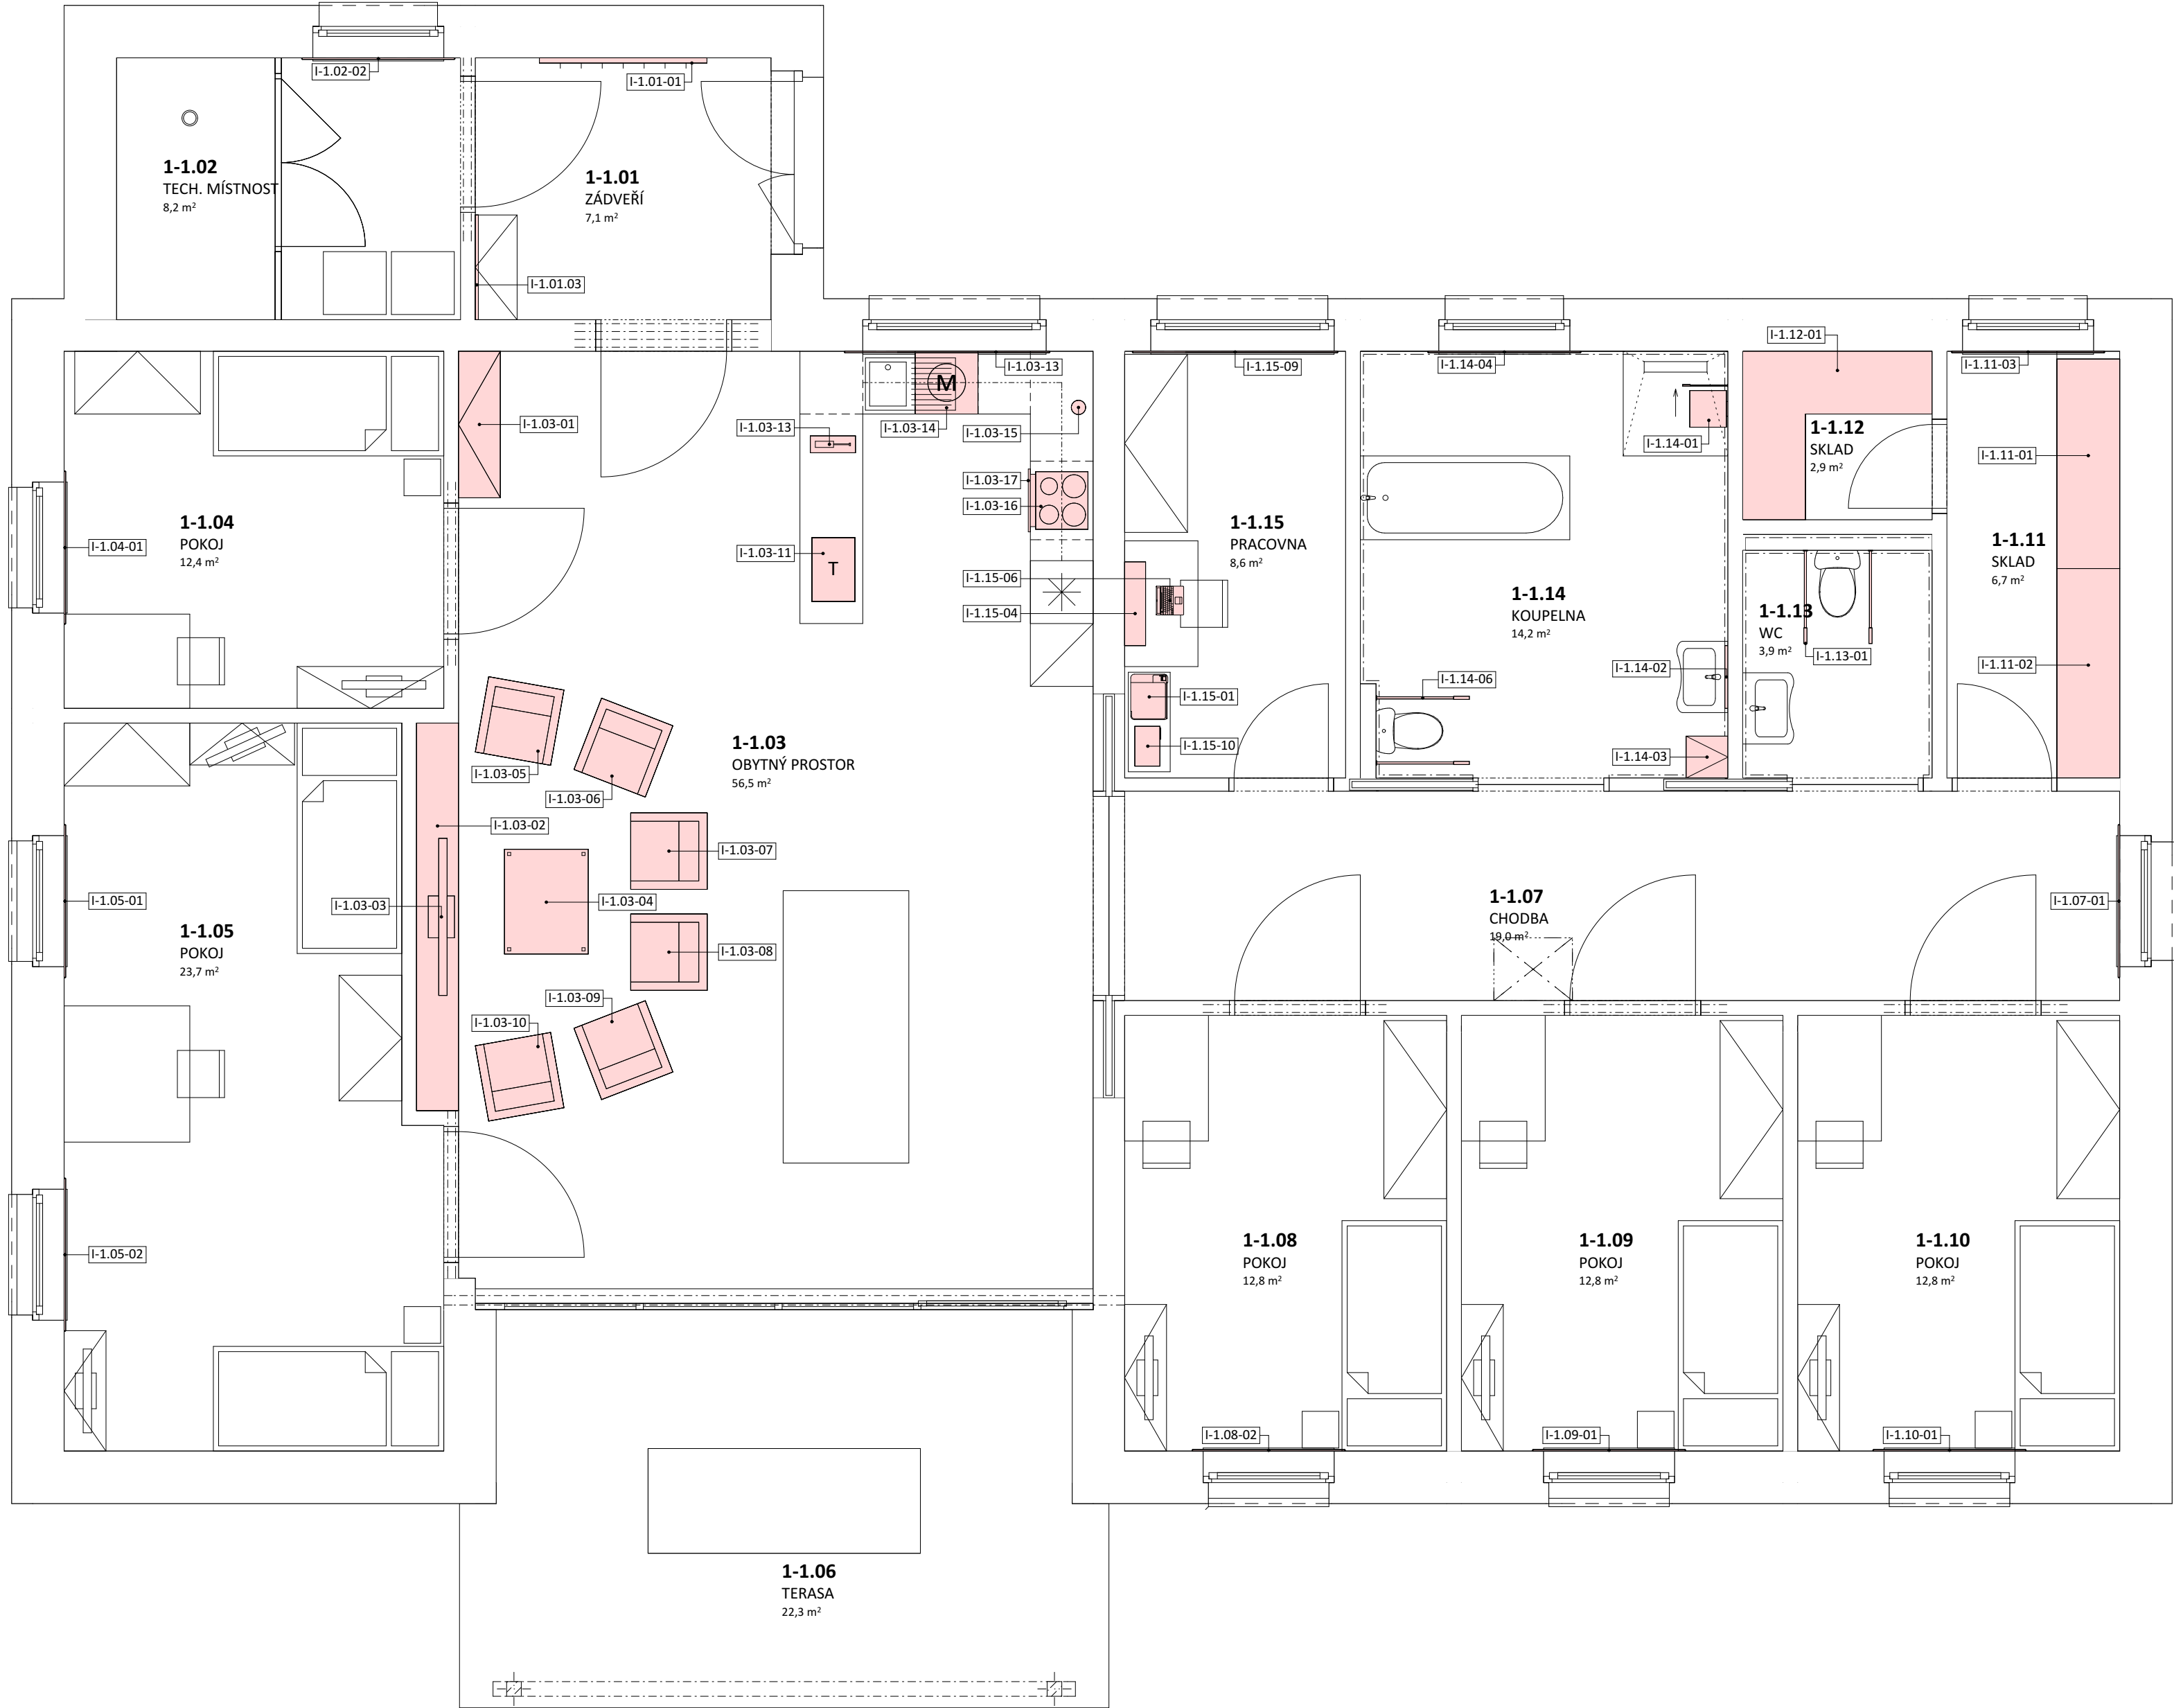 I-1.02-02
I-1.01-01
1-1.02
TECH. MÍSTNOST
8,2 m²
1-1.01
ZÁDVEŘÍ
7,1 m²
I-1.01.03
I-1.12-01
I-1.03-13
I-1.15-09
I-1.14-04
I-1.11-03
M
I-1.03-01
I-1.03-13
I-1.03-14
I-1.03-15
I-1.14-01
1-1.12
SKLAD
2,9 m²
I-1.11-01
I-1.03-17
I-1.03-16
1-1.04
POKOJ
12,4 m²
I-1.04-01
I-1.03-11
T
1-1.15
PRACOVNA
8,6 m²
1-1.11
SKLAD
6,7 m²
I-1.15-06
I-1.15-04
1-1.14
KOUPELNA
14,2 m²
1-1.13
WC
3,9 m²
I-1.13-01
I-1.14-02
I-1.11-02
I-1.14-06
I-1.15-01
I-1.15-10
I-1.14-03
1-1.03
OBYTNÝ PROSTOR
56,5 m²
I-1.03-05
I-1.03-06
I-1.03-02
I-1.03-07
I-1.05-01
I-1.03-03
I-1.03-04
1-1.07
CHODBA
19,0 m²
I-1.07-01
1-1.05
POKOJ
23,7 m²
I-1.03-08
I-1.03-09
I-1.03-10
I-1.05-02
1-1.08
POKOJ
12,8 m²
1-1.09
POKOJ
12,8 m²
1-1.10
POKOJ
12,8 m²
I-1.08-02
I-1.09-01
I-1.10-01
1-1.06
TERASA
22,3 m²